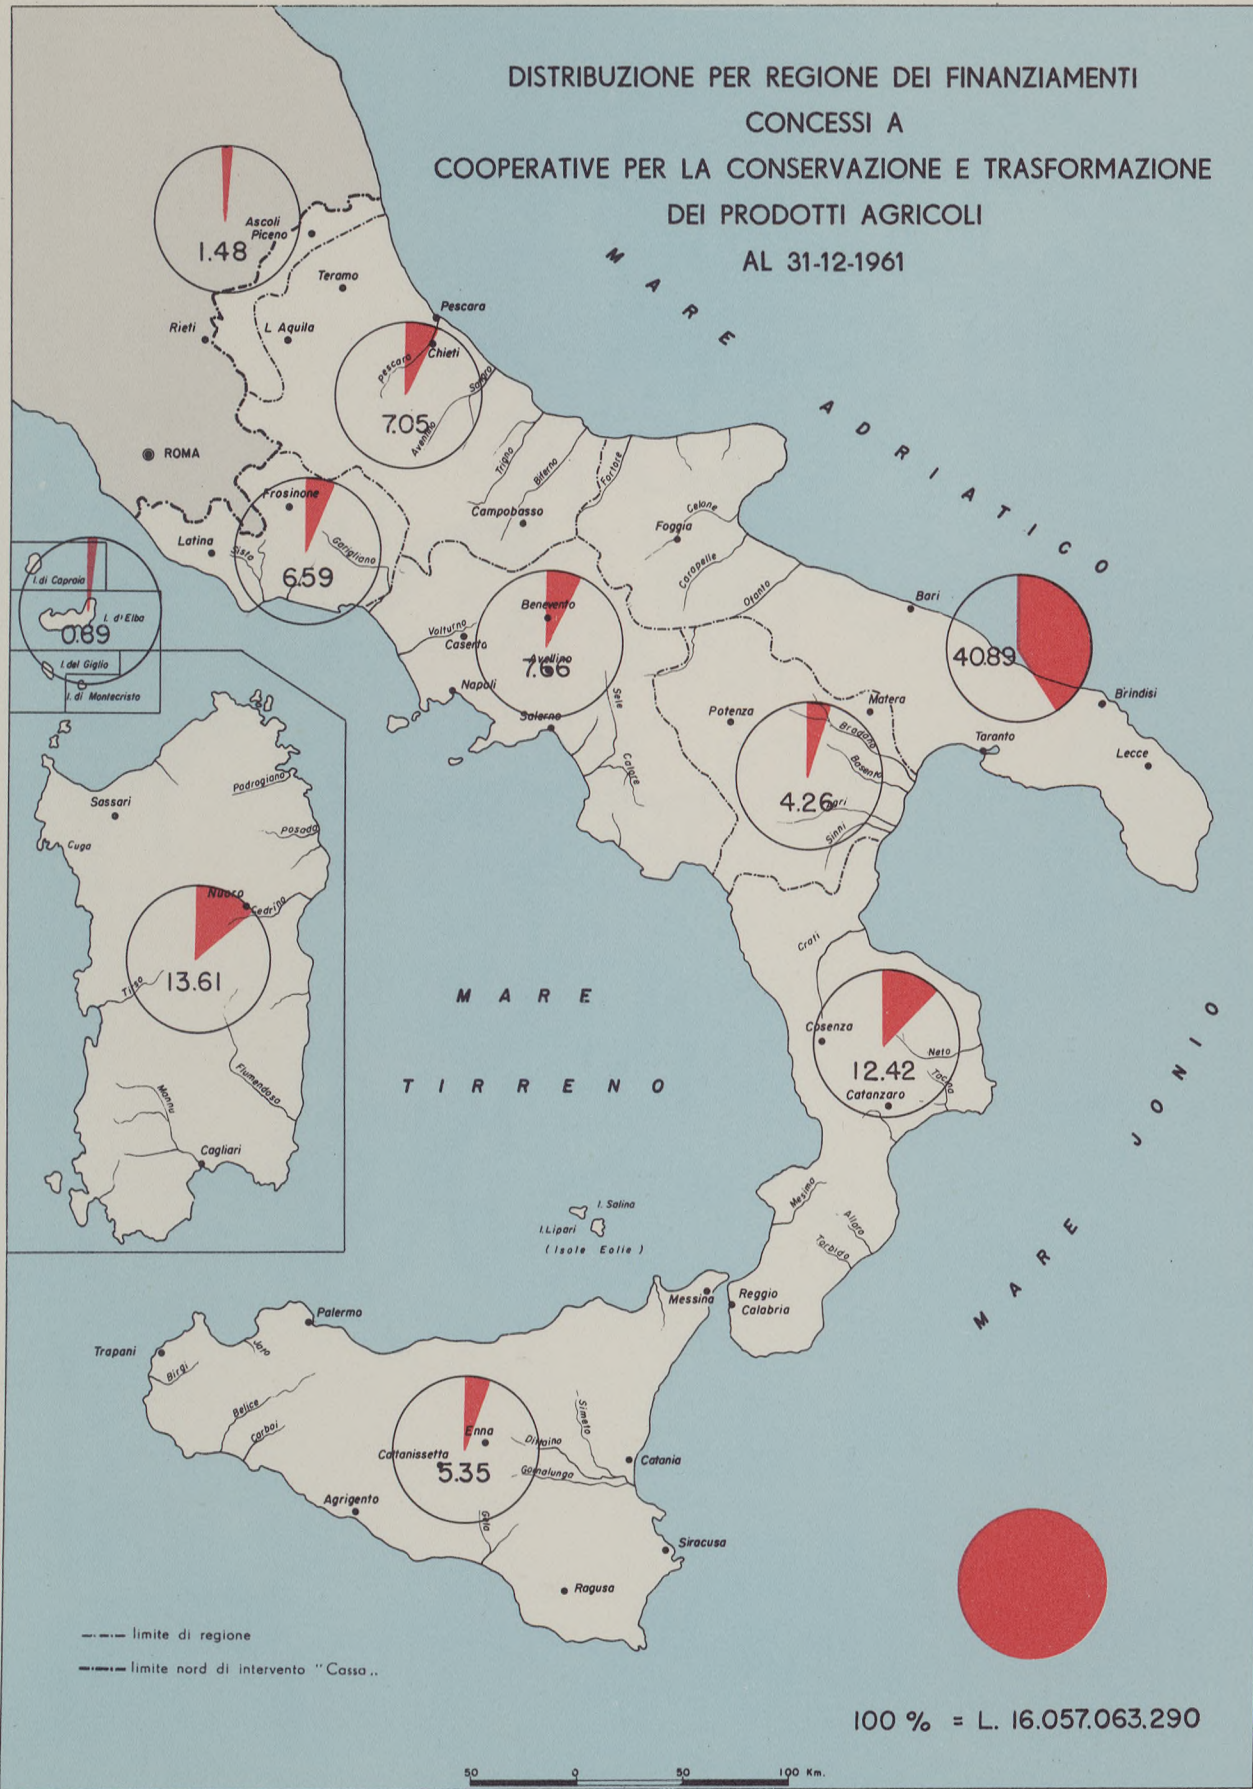 DISTRIBUZIONE PER REGIONE DEI FINANZIAMENTI
CONCESSI A
COOPERATIVE PER LA CONSERVAZIONE E TRASFORMAZIONE
DEI PRODOTTI AGRICOLI
AL 31-12-1961
MARE ADRIATICO
Ascoli
Piceno
1.48
Teramo
Pescara
Rieti
L Aquila
Chieti
Pescara
Sangro
7.05
Aventino
ROMA
Trigno
Biferno
Fortore
Frosinone
Campobasso
Celone
Foggia
Latina
Sisto
Garigliano
Carapelle
6.59
Ofanto
I. di Capraia
I. d'Elba
0.89
I. del Giglio
I. di Montecristo
Benevento
Bari
Volturno
Caserta
Avellino
7.66
40.89
Napoli
Sele
Brindisi
Salerno
Potenza
Matera
Bradano
Taranto
Lecce
Calore
Basento
4.26
Sinni
Sassari
Padrogiano
Posada
Cuga
Nuoro
Cedrino
13.61
Tirso
Crati
MARE
TIRRENO
Cosenza
Neto
12.42
Tacina
Catanzaro
Flumendosa
Mannu
Cagliari
MARE JONIO
Mesima
Allaro
Torbido
I. Salina
I. Lipari
(Isole Eolie)
Messina
Reggio
Calabria
Palermo
Trapani
Jato
Birgi
Belice
Carboi
Simeto
Enna
Dittaino
Caltanissetta
5.35
Gornalunga
Catania
Agrigento
Gela
Siracusa
Ragusa
limite di regione
limite nord di intervento "Cassa„
100 % = L. 16.057.063.290
50 0 50 100 Km.